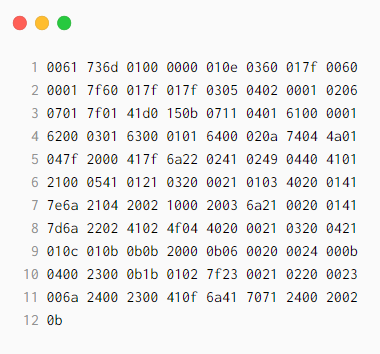 1 0061 736d 0100 0000 010e 0360 017f 0060
2 0001 7f60 017f 017f 0305 0402 0001 0206
3 0701 7f01 41d0 150b 0711 0401 6100 0001
4 6200 0301 6300 0101 6400 020a 7404 4a01
5 047f 2000 417f 6a22 0241 0249 0440 4101
6 2100 0541 0121 0320 0021 0103 4020 0141
7 7e6a 2104 2002 1000 2003 6a21 0020 0141
8 7d6a 2202 4102 4f04 4020 0021 0320 0421
9 010c 010b 0b0b 2000 0b06 0020 0024 000b
10 0400 2300 0b1b 0102 7f23 0021 0220 0023
11 006a 2400 2300 410f 6a41 7071 2400 2002
12 0b